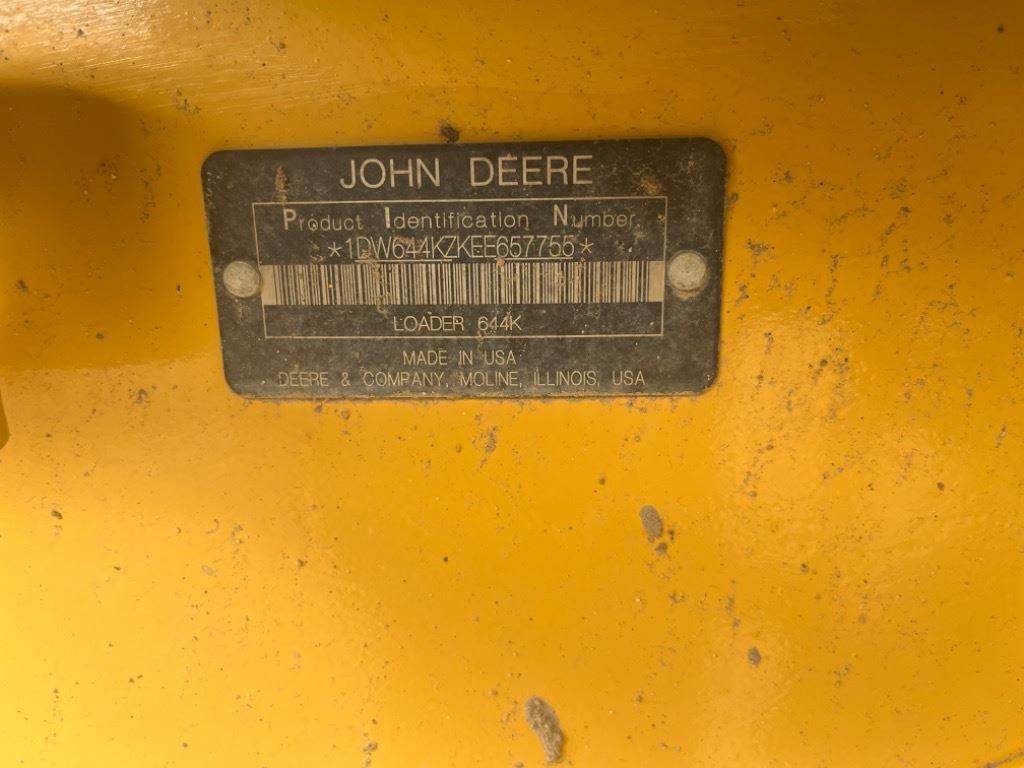 JOHN DEERE
Product Identification Number
*1DW644KZKEE657755*
LOADER 644K
MADE IN USA
DEERE & COMPANY, MOLINE, ILLINOIS, USA